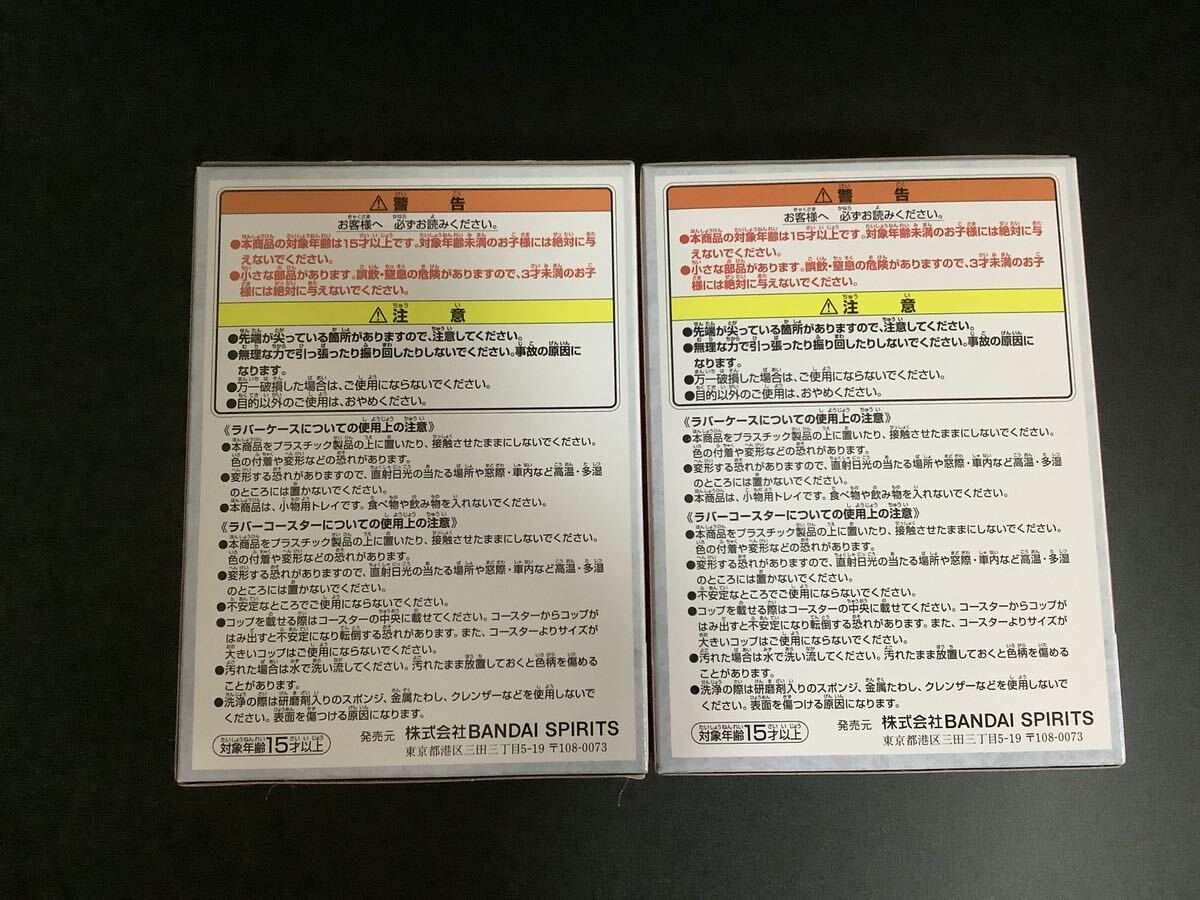 ⚠警告
お客様へ 必ずお読みください。
●本商品の対象年齢は15才以上です。対象年齢未満のお子様には絶対に与
えないでください。
●小さな部品があります。誤飲・窒息の危険がありますので、3才未満のお子
様には絶対に与えないでください。
⚠注意
●先端が尖っている箇所がありますので、注意してください。
●無理な力で引っ張ったり振り回したりしないでください。事故の原因に
なります。
●万一破損した場合は、ご使用にならないでください。
●目的以外のご使用は、おやめください。
《ラバーケースについての使用上の注意》
●本商品をプラスチック製品の上に置いたり、接触させたままにしないでください。
色の付着や変形などの恐れがあります。
●変形する恐れがありますので、直射日光の当たる場所や窓際・車内など高温・多湿
のところには置かないでください。
●本商品は、小物用トレイです。食べ物や飲み物を入れないでください。
《ラバーコースターについての使用上の注意》
●本商品をプラスチック製品の上に置いたり、接触させたままにしないでください。
色の付着や変形などの恐れがあります。
●変形する恐れがありますので、直射日光の当たる場所や窓際・車内など高温・多湿
のところには置かないでください。
●不安定なところでご使用にならないでください。
●コップを載せる際はコースターの中央に載せてください。コースターからコップが
はみ出すと不安定になり転倒する恐れがあります。また、コースターよりサイズが
大きいコップはご使用にならないでください。
●汚れた場合は水で洗い流してください。汚れたまま放置しておくと色柄を傷める
ことがあります。
●洗浄の際は研磨剤入りのスポンジ、金属たわし、クレンザーなどを使用しないで
ください。表面を傷つける原因になります。
対象年齢15才以上
発売元 株式会社BANDAI SPIRITS
東京都港区三田三丁目5-19 〒108-0073
⚠警告
お客様へ 必ずお読みください。
●本商品の対象年齢は15才以上です。対象年齢未満のお子様には絶対に与
えないでください。
●小さな部品があります。誤飲・窒息の危険がありますので、3才未満のお子
様には絶対に与えないでください。
⚠注意
●先端が尖っている箇所がありますので、注意してください。
●無理な力で引っ張ったり振り回したりしないでください。事故の原因に
なります。
●万一破損した場合は、ご使用にならないでください。
●目的以外のご使用は、おやめください。
《ラバーケースについての使用上の注意》
●本商品をプラスチック製品の上に置いたり、接触させたままにしないでください。
色の付着や変形などの恐れがあります。
●変形する恐れがありますので、直射日光の当たる場所や窓際・車内など高温・多湿
のところには置かないでください。
●本商品は、小物用トレイです。食べ物や飲み物を入れないでください。
《ラバーコースターについての使用上の注意》
●本商品をプラスチック製品の上に置いたり、接触させたままにしないでください。
色の付着や変形などの恐れがあります。
●変形する恐れがありますので、直射日光の当たる場所や窓際・車内など高温・多湿
のところには置かないでください。
●不安定なところでご使用にならないでください。
●コップを載せる際はコースターの中央に載せてください。コースターからコップが
はみ出すと不安定になり転倒する恐れがあります。また、コースターよりサイズが
大きいコップはご使用にならないでください。
●汚れた場合は水で洗い流してください。汚れたまま放置しておくと色柄を傷める
ことがあります。
●洗浄の際は研磨剤入りのスポンジ、金属たわし、クレンザーなどを使用しないで
ください。表面を傷つける原因になります。
対象年齢15才以上
発売元 株式会社BANDAI SPIRITS
東京都港区三田三丁目5-19 〒108-0073